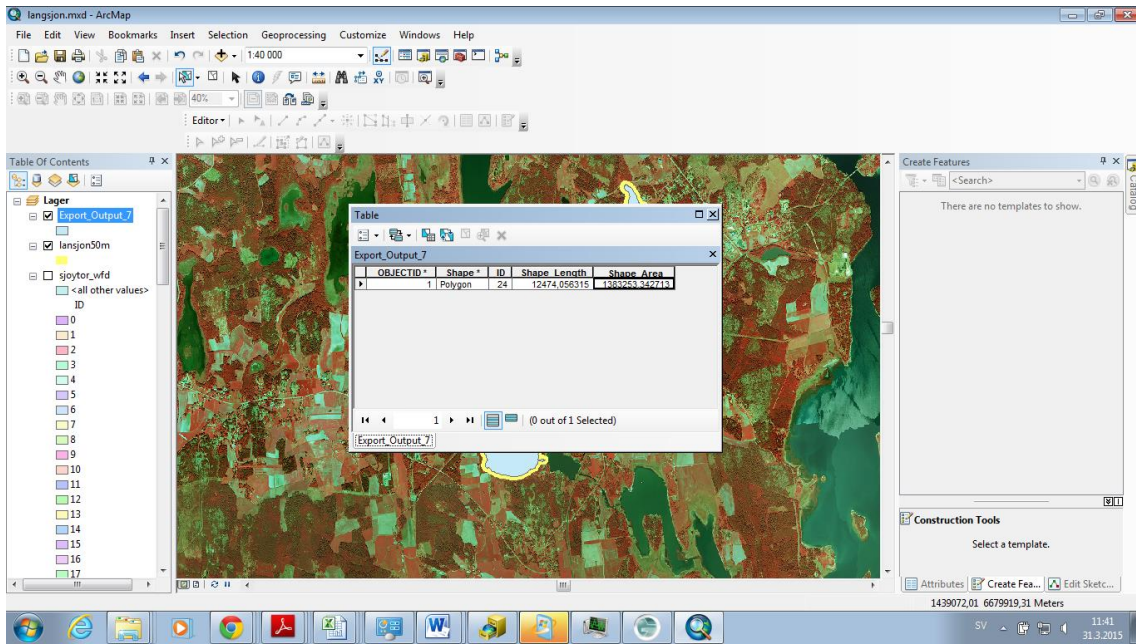 langsjon.mxd - ArcMap
File Edit View Bookmarks Insert Selection Geoprocessing Customize Windows Help
1:40 000
40%
Editor
Table Of Contents
Lager
Export_Output_7
lansjon50m
sjoytor_wfd
<all other values>
ID
0
1
2
3
4
5
6
7
8
9
10
11
12
13
14
15
16
17
Table
Export_Output_7
OBJECTID * Shape * ID Shape_Length Shape_Area
1 Polygon 24 12474,056315 1383253,342713
1 (0 out of 1 Selected)
Export_Output_7
Create Features
<Search>
There are no templates to show.
Catalog
Construction Tools
Select a template.
Attributes Create Fea... Edit Sketc...
1439072,01 6679919,31 Meters
SV 11:41
31.3.2015